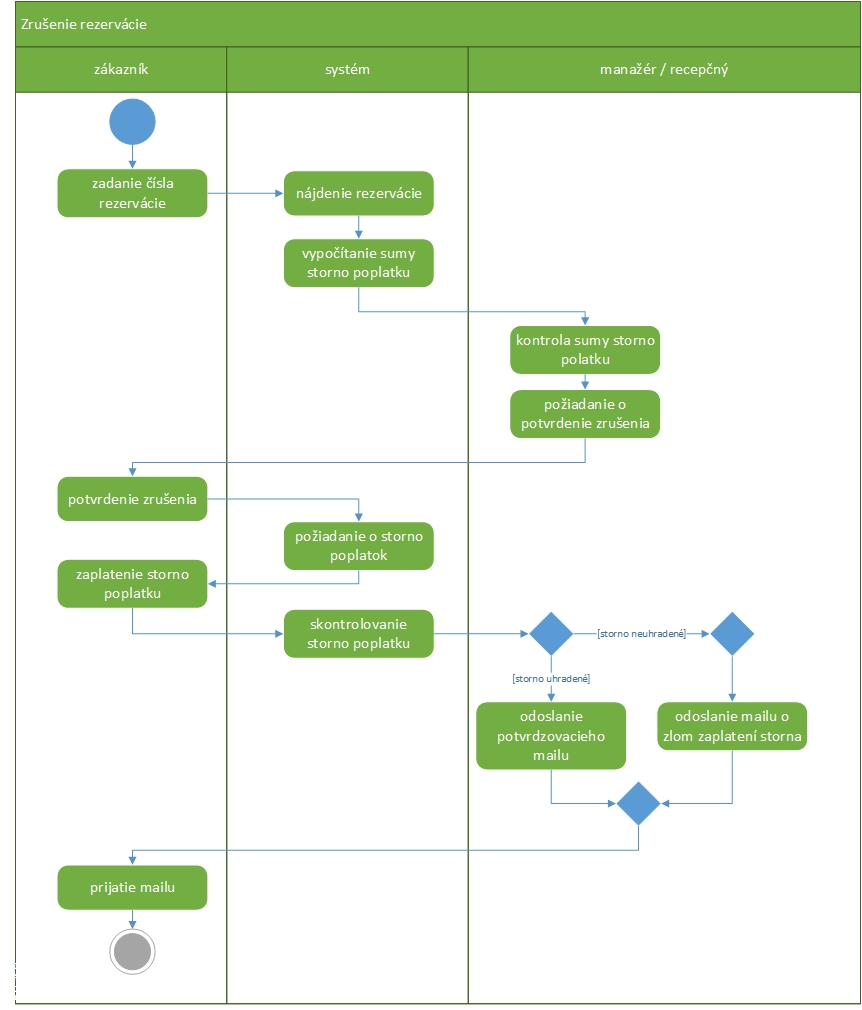 Zrušenie rezervácie
zákazník
systém
manažér / recepčný
zadanie čísla
rezervácie
nájdenie rezervácie
vypočítanie sumy
storno poplatku
kontrola sumy storno
polatku
požiadanie o
potvrdenie zrušenia
potvrdenie zrušenia
požiadanie o storno
poplatok
zaplatenie storno
poplatku
skontrolovanie
storno poplatku
[storno neuhradené]
[storno uhradené]
odoslanie
potvrdzovacieho
mailu
odoslanie mailu o
zlom zaplatení storna
prijatie mailu